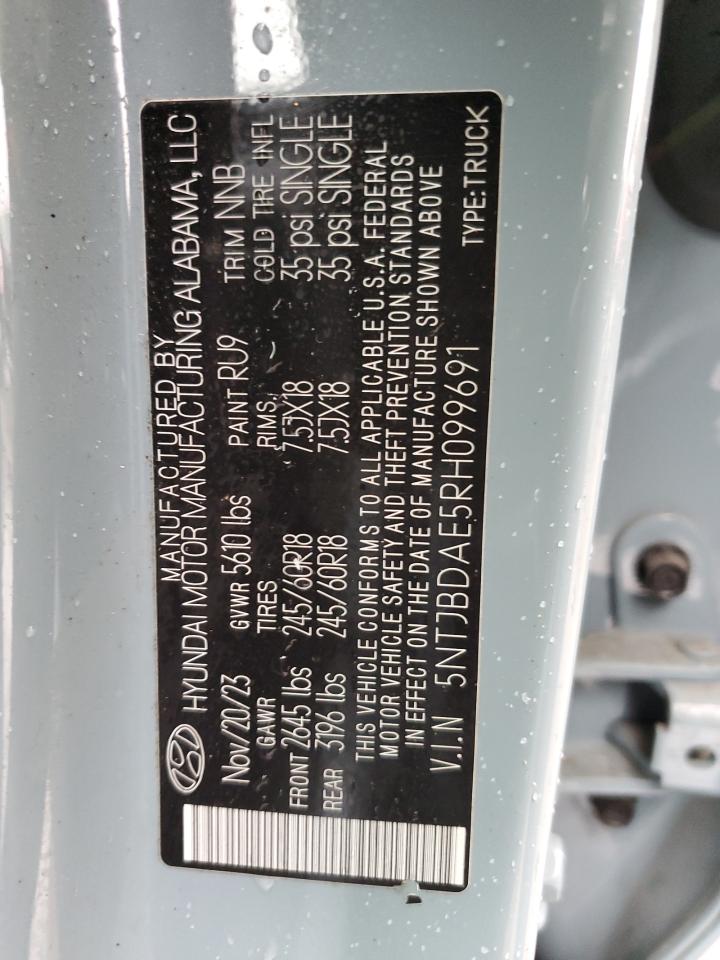 MANUFACTURED BY
HYUNDAI MOTOR MANUFACTURING ALABAMA, LLC
Nov/20/23 GVWR 5610 lbs PAINT RU9 TRIM NNB
GAWR TIRES RIMS COLD TIRE INFL
FRONT 2645 lbs 245/60R18 7.5JX18 35 psi SINGLE
REAR 3196 lbs 245/60R18 7.5JX18 35 psi SINGLE
THIS VEHICLE CONFORMS TO ALL APPLICABLE U.S.A. FEDERAL
MOTOR VEHICLE SAFETY AND THEFT PREVENTION STANDARDS
IN EFFECT ON THE DATE OF MANUFACTURE SHOWN ABOVE
V.I.N 5NTJBDAE5RH099691 TYPE:TRUCK